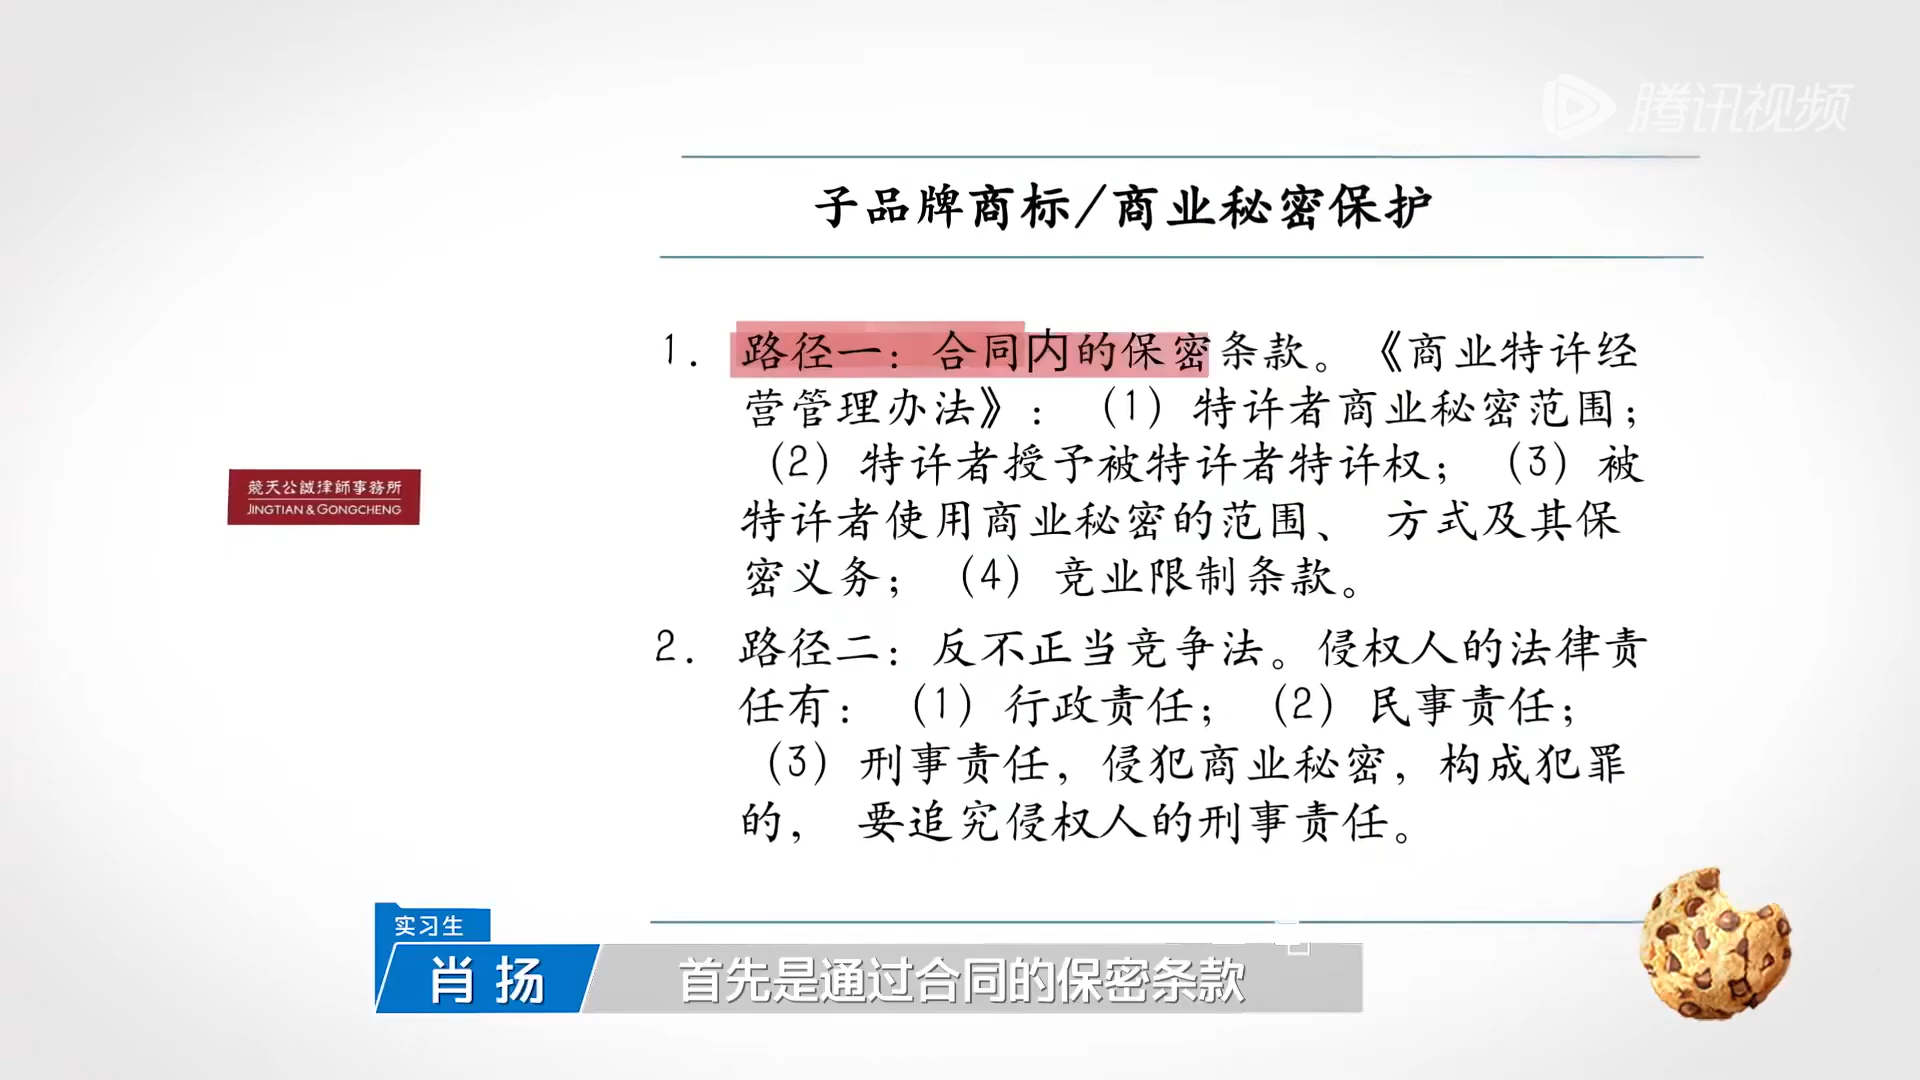 腾讯视频
子品牌商标/商业秘密保护
1. 路径一：合同内的保密条款。《商业特许经
营管理办法》：（1）特许者商业秘密范围；
（2）特许者授予被特许者特许权；（3）被
特许者使用商业秘密的范围、 方式及其保
密义务；（4）竞业限制条款。
2. 路径二：反不正当竞争法。侵权人的法律责
任有：（1）行政责任；（2）民事责任；
（3）刑事责任，侵犯商业秘密，构成犯罪
的， 要追究侵权人的刑事责任。
競天公誠律師事務所
JINGTIAN & GONGCHENG
实习生
肖扬
首先是通过合同的保密条款